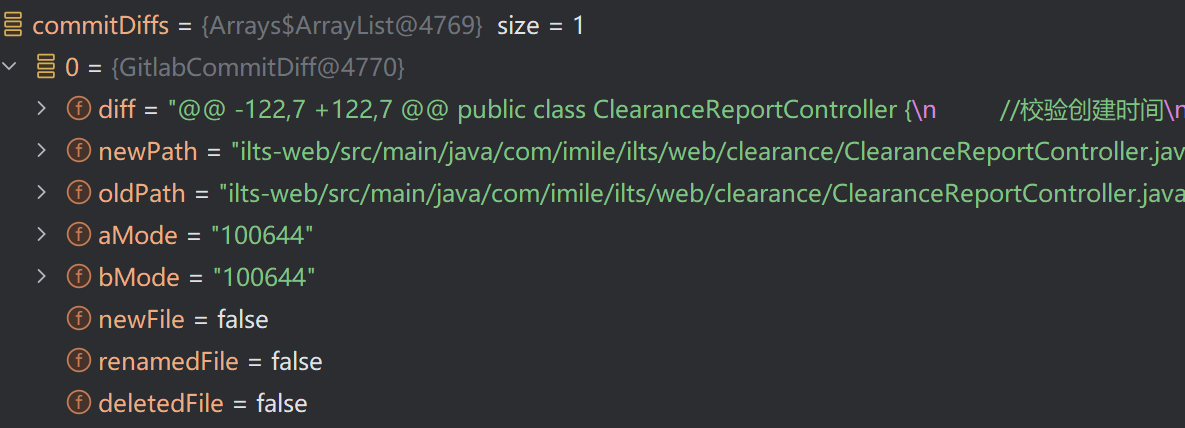 commitDiffs = {Arrays$ArrayList@4769} size = 1
0 = {GitlabCommitDiff@4770}
f diff = "@@ -122,7 +122,7 @@ public class ClearanceReportController {\n //校验创建时间\n
f newPath = "ilts-web/src/main/java/com/imile/ilts/web/clearance/ClearanceReportController.jav
f oldPath = "ilts-web/src/main/java/com/imile/ilts/web/clearance/ClearanceReportController.java
f aMode = "100644"
f bMode = "100644"
f newFile = false
f renamedFile = false
f deletedFile = false